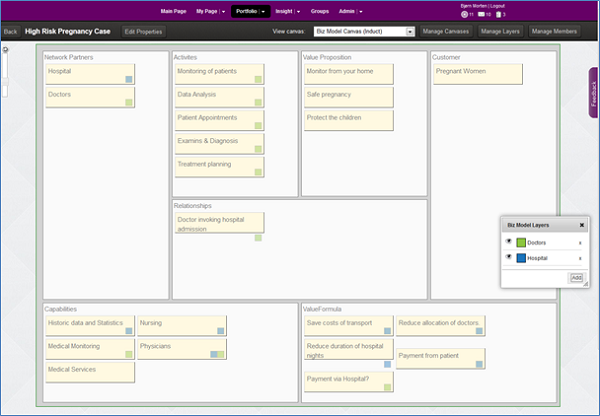 Bjørn Morten | Logout
Main Page My Page | Portfolio | Insight | Groups Admin | 11 10 3
Back High Risk Pregnancy Case Edit Properties View canvas: Biz Model Canvas (Induct) Manage Canvases Manage Layers Manage Members
Network Partners
Hospital
Doctors
Activities
Monitoring of patients
Data Analysis
Patient Appointments
Examins & Diagnosis
Treatment planning
Value Proposition
Monitor from your home
Safe pregnancy
Protect the children
Customer
Pregnant Women
Feedback
Relationships
Doctor invoking hospital
admission
Biz Model Layers x
Doctors x
Hospital x
Add
Capabilities
Historic data and Statistics
Nursing
Medical Monitoring
Physicians
Medical Services
ValueFormula
Save costs of transport
Reduce allocation of doctors
Reduce duration of hospital
nights
Payment from patient
Payment via Hospital?